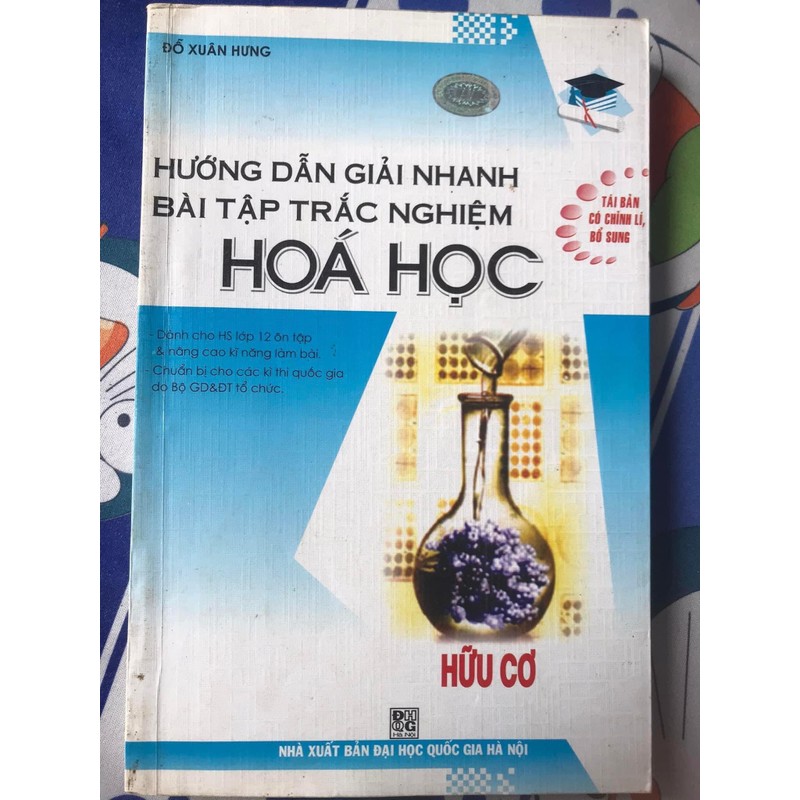 ĐỖ XUÂN HƯNG
HƯỚNG DẪN GIẢI NHANH
BÀI TẬP TRẮC NGHIỆM
HOÁ HỌC
TÁI BẢN
CÓ CHỈNH LÍ,
BỔ SUNG
- Dành cho HS lớp 12 ôn tập
& nâng cao kĩ năng làm bài.
- Chuẩn bị cho các kì thi quốc gia
do Bộ GD&ĐT tổ chức.
HỮU CƠ
ĐH
QG
Hà Nội
NHÀ XUẤT BẢN ĐẠI HỌC QUỐC GIA HÀ NỘI